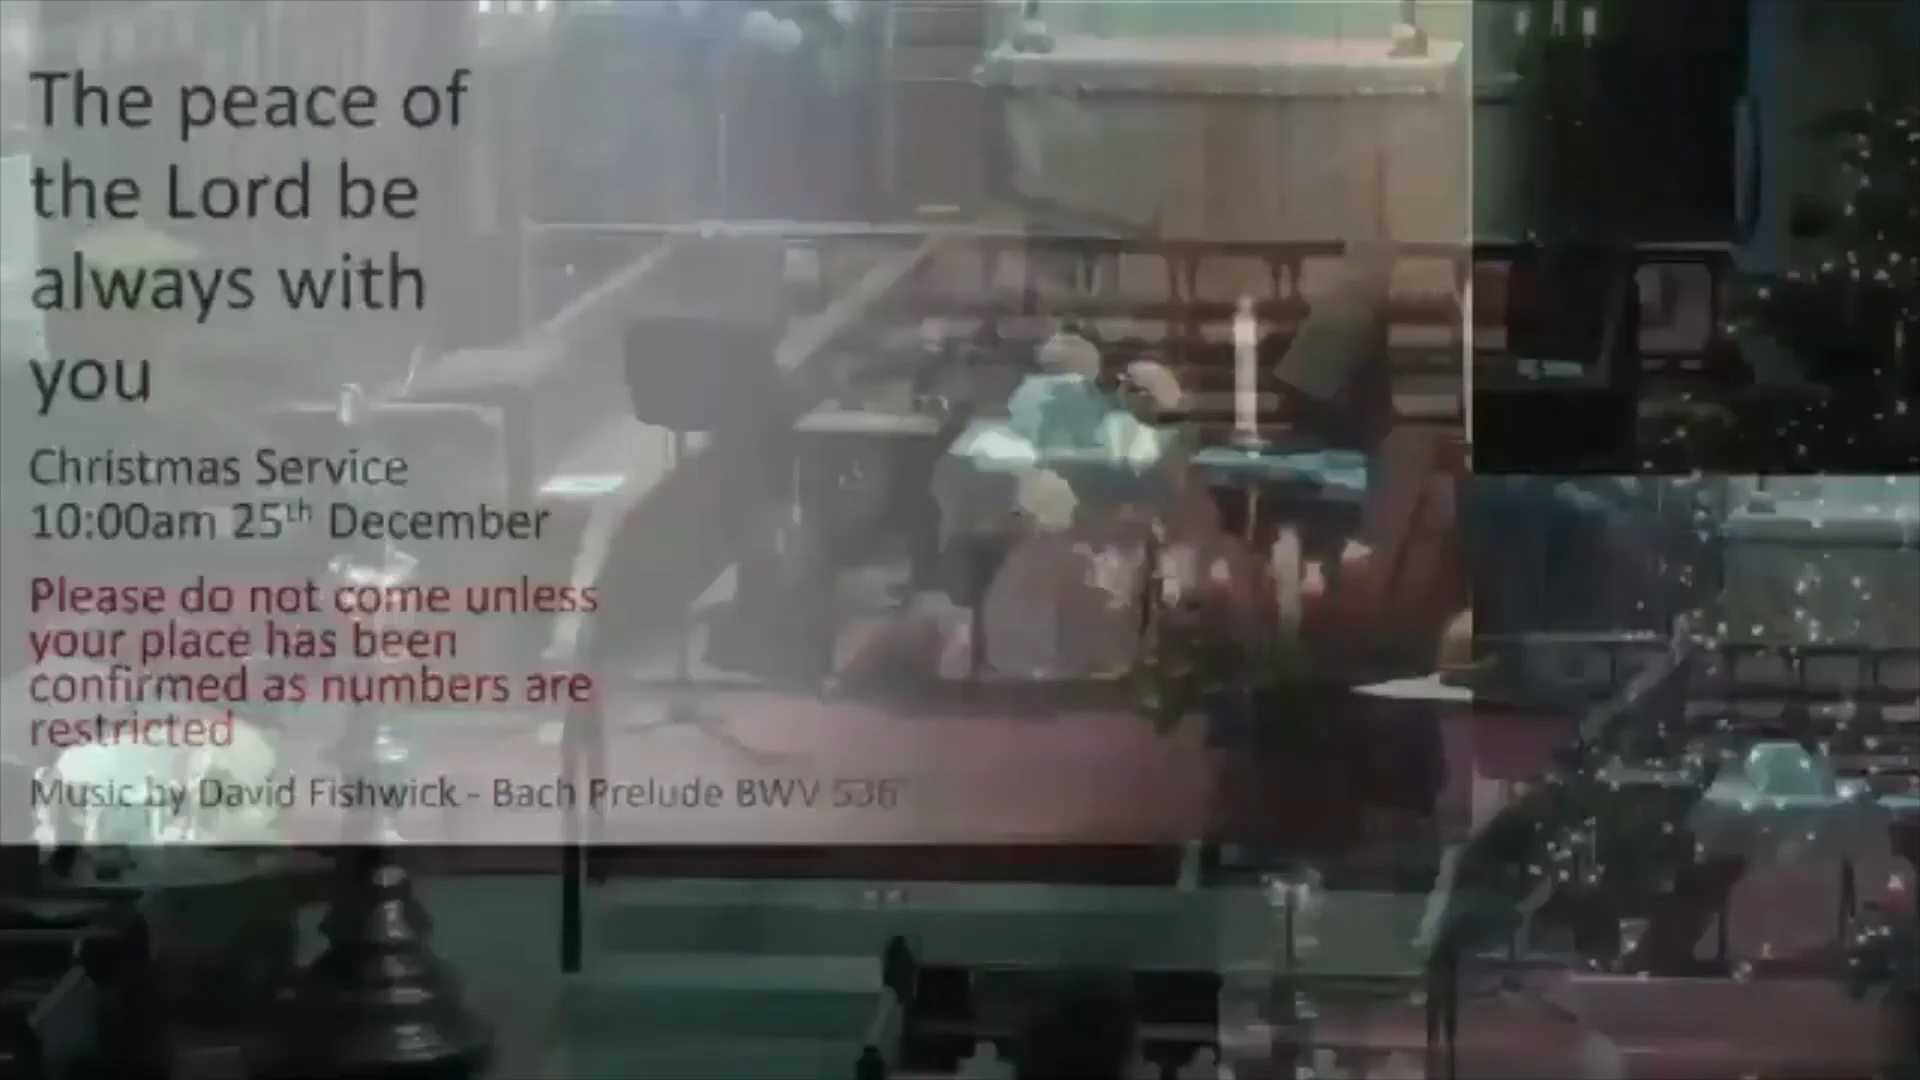 The peace of
the Lord be
always with
you
Christmas Service
10:00am 25th December
Please do not come unless
your place has been
confirmed as numbers are
restricted
Music by David Fishwick - Bach Prelude BWV 536